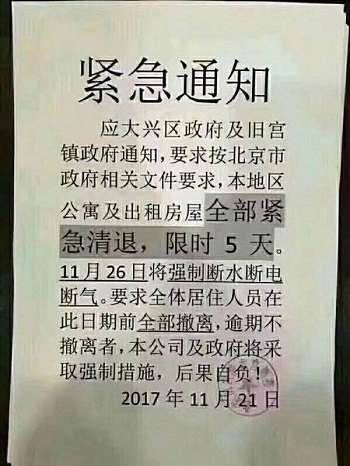 紧急通知
应大兴区政府及旧宫
镇政府通知，要求按北京市
政府相关文件要求，本地区
公寓及出租房屋全部紧
急清退，限时 5 天。
11月26日将强制断水断电
断气。要求全体居住人员在
此日期前全部撤离，逾期不
撤离者，本公司及政府将采
取强制措施，后果自负！
2017 年 11 月 21 日